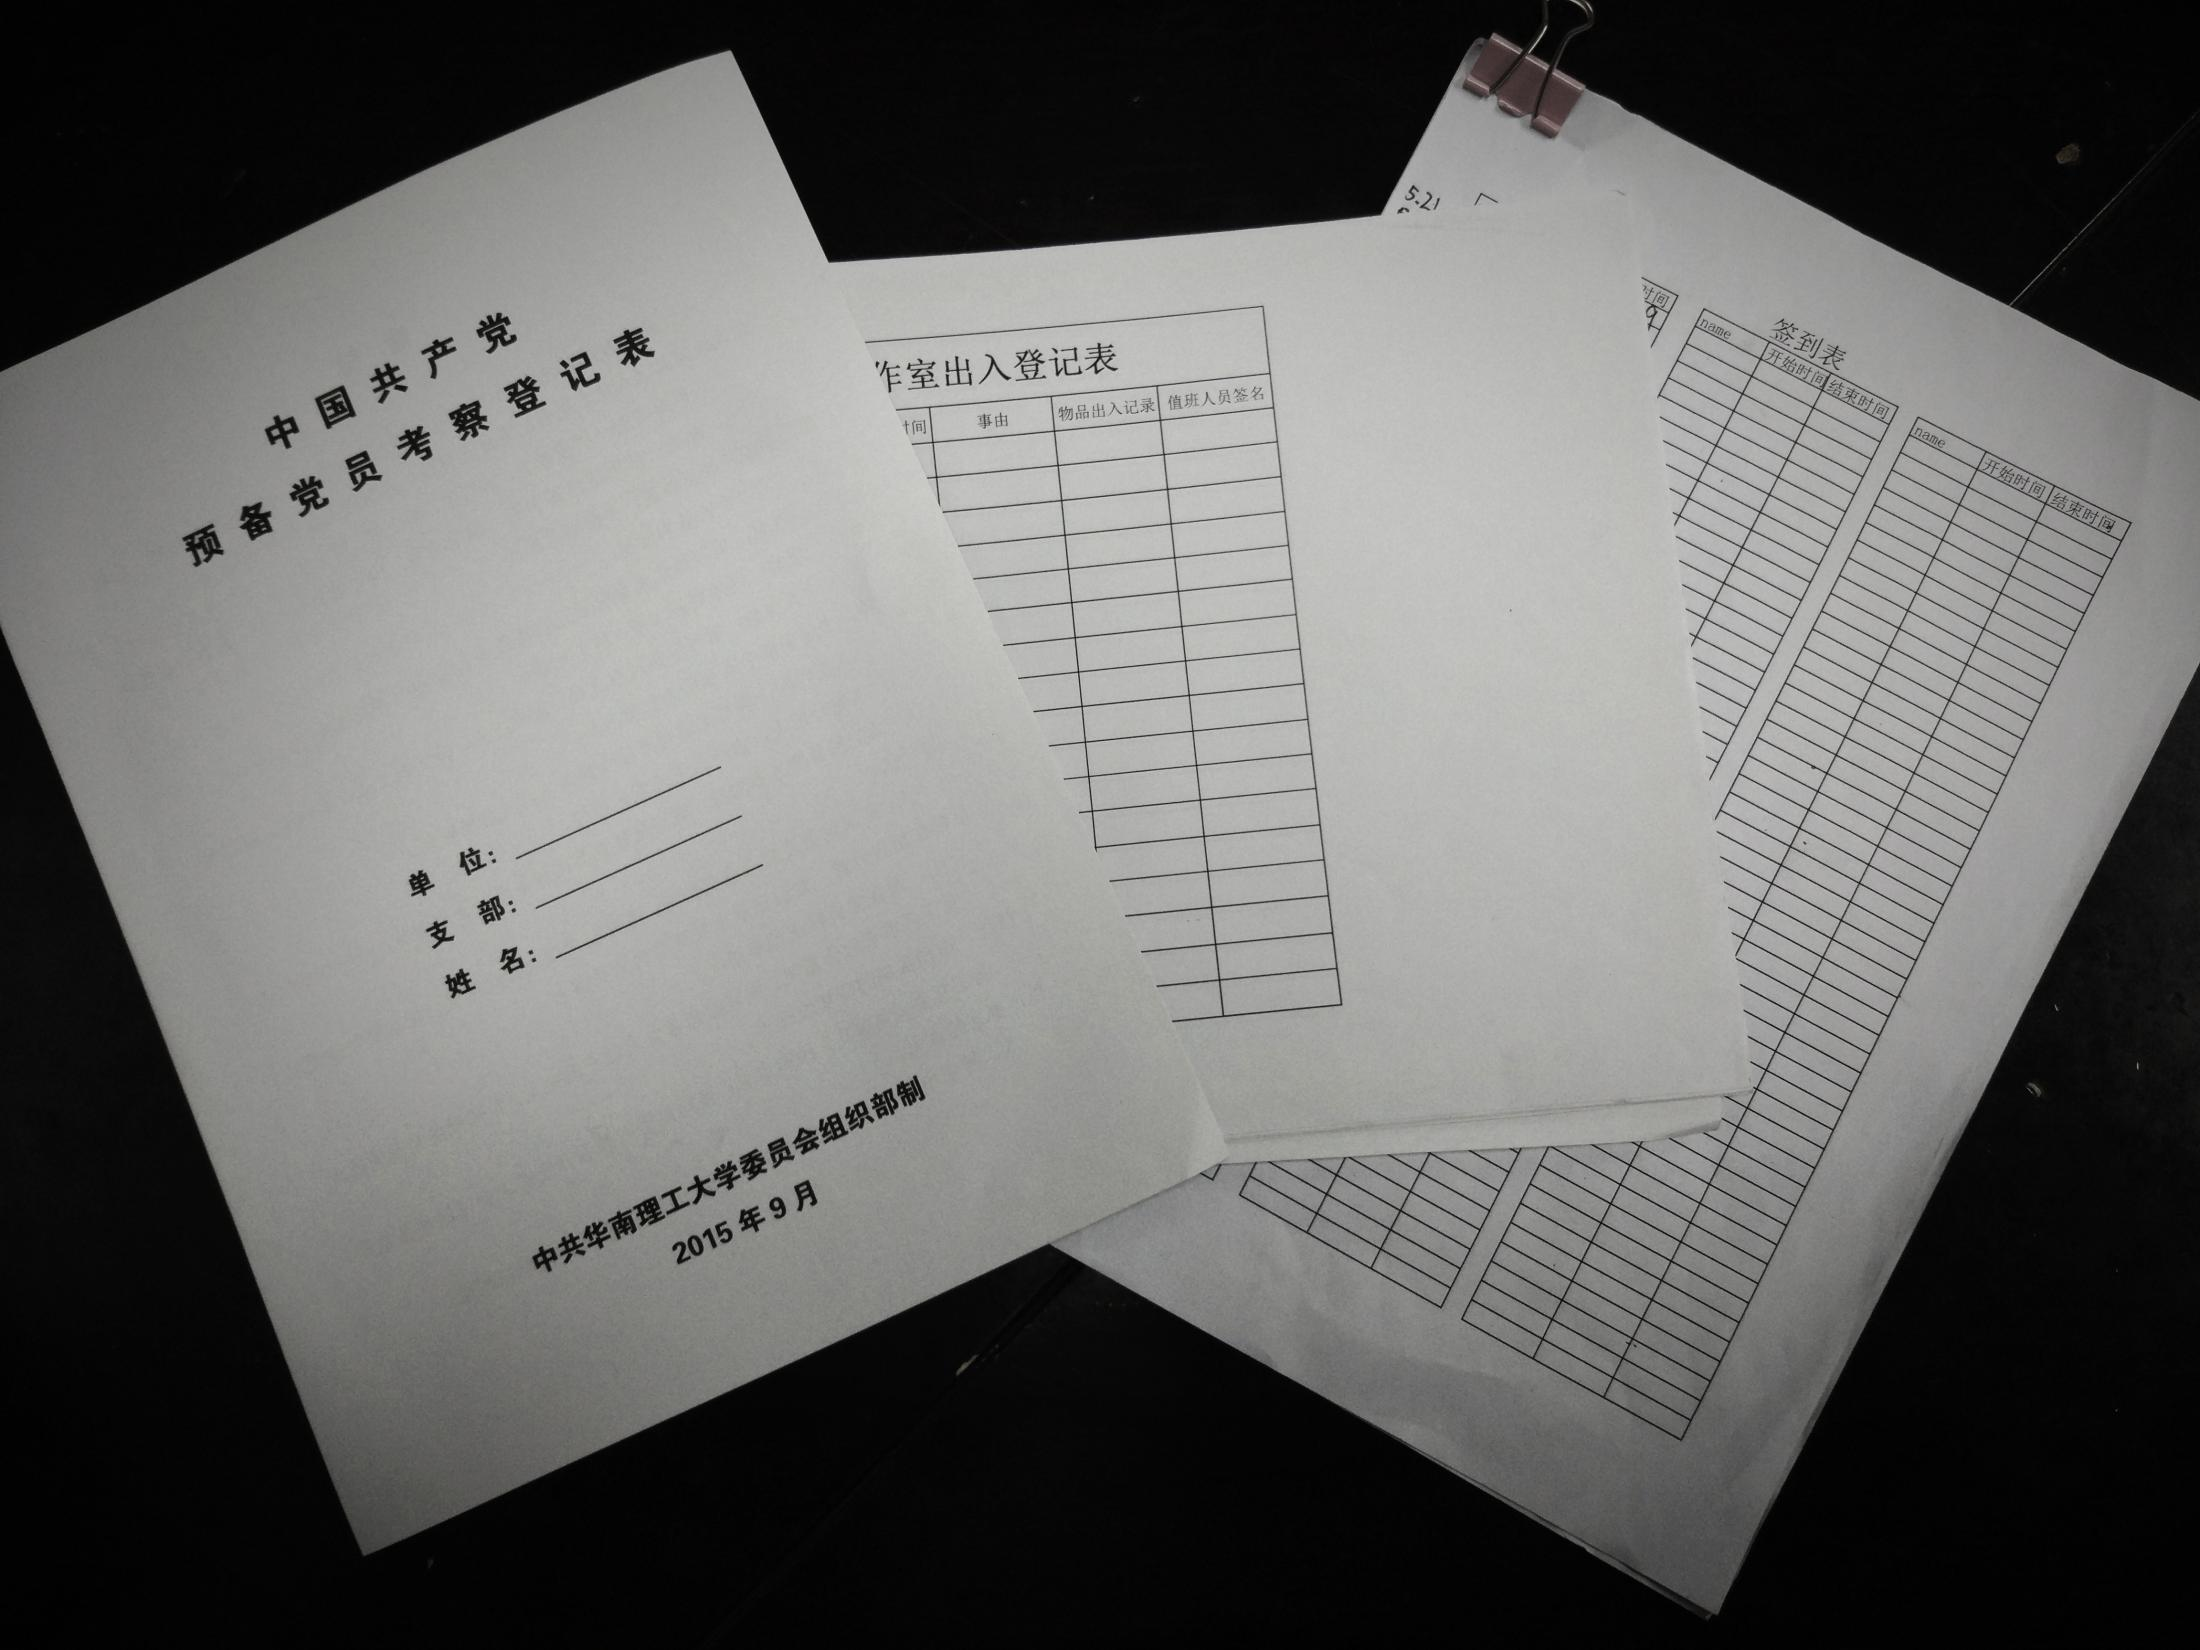 中国共产党
预备党员考察登记表
单 位：
支 部：
姓 名：
中共华南理工大学委员会组织部制
2015 年 9 月
作室出入登记表
时间 事由 物品出入记录 值班人员签名
5.21
时间
签到表
name 开始时间 结束时间
name 开始时间 结束时间